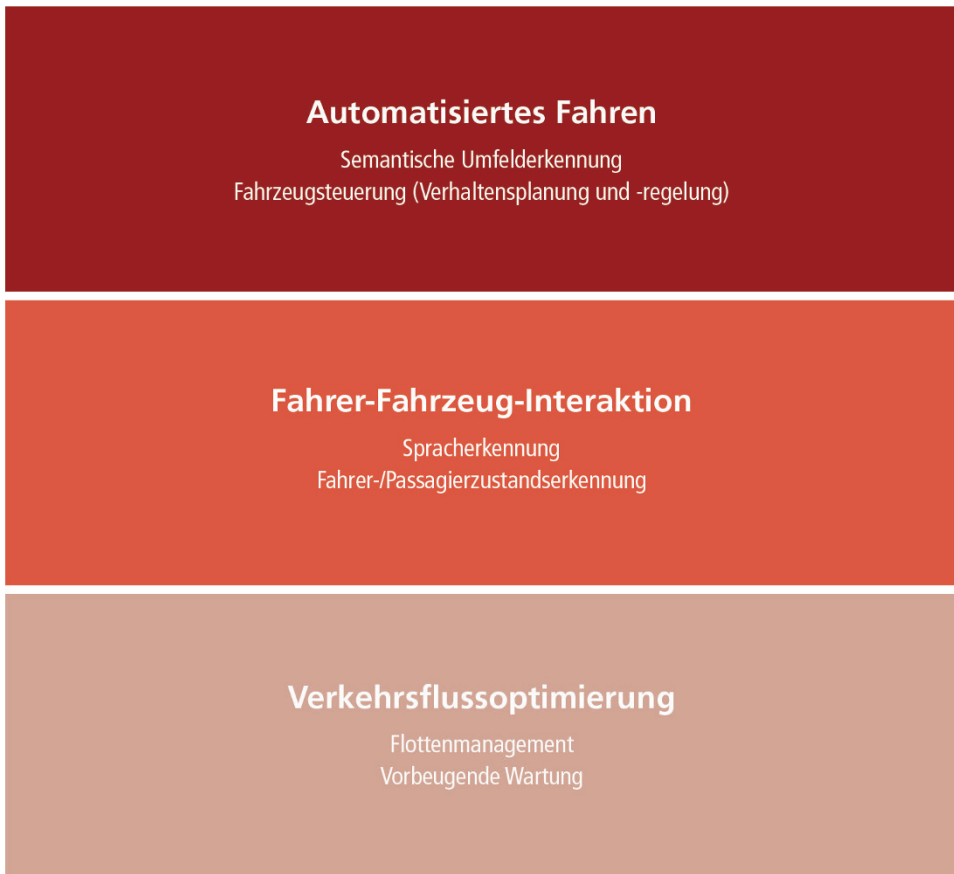 Automatisiertes Fahren
Semantische Umfelderkennung
Fahrzeugsteuerung (Verhaltensplanung und -regelung)
Fahrer-Fahrzeug-Interaktion
Spracherkennung
Fahrer-/Passagierzustandserkennung
Verkehrsflussoptimierung
Flottenmanagement
Vorbeugende Wartung